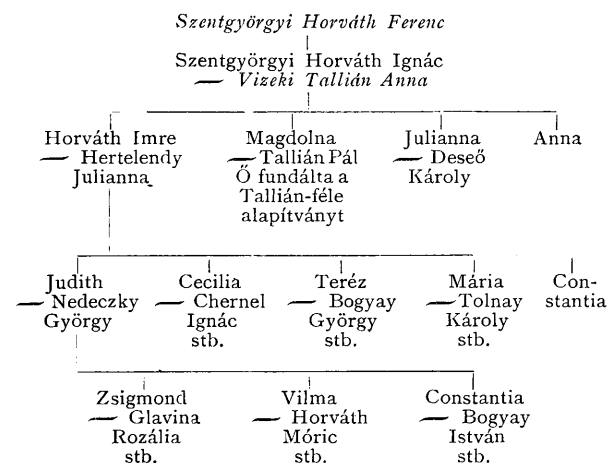 Szentgyörgyi Horváth Ferenc
Szentgyörgyi Horváth Ignác
— Vizeki Tallián Anna
Horváth Imre
— Hertelendy
Julianna
Magdolna
— Tallián Pál
Ő fundálta a
Tallián-féle
alapítványt
Julianna
— Deseő
Károly
Anna
Judith
— Nedeczky
György
Cecilia
— Chernel
Ignác
stb.
Teréz
— Bogyay
György
stb.
Mária
— Tolnay
Károly
stb.
Con-
stantia
Zsigmond
— Glavina
Rozália
stb.
Vilma
— Horváth
Móric
stb.
Constantia
— Bogyay
István
stb.